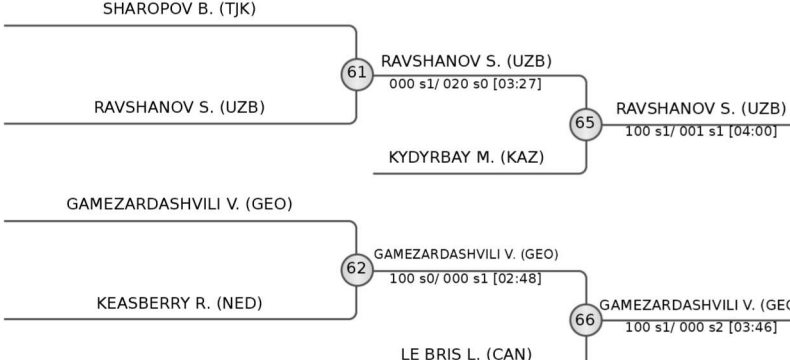 SHAROPOV B. (TJK)
61
RAVSHANOV S. (UZB)
000 s1/ 020 s0 [03:27]
RAVSHANOV S. (UZB)
65
RAVSHANOV S. (UZB)
100 s1/ 001 s1 [04:00]
KYDYRBAY M. (KAZ)
GAMEZARDASHVILI V. (GEO)
62
GAMEZARDASHVILI V. (GEO)
100 s0/ 000 s1 [02:48]
KEASBERRY R. (NED)
66
GAMEZARDASHVILI V. (GEO
100 s1/ 000 s2 [03:46]
LE BRIS L. (CAN)